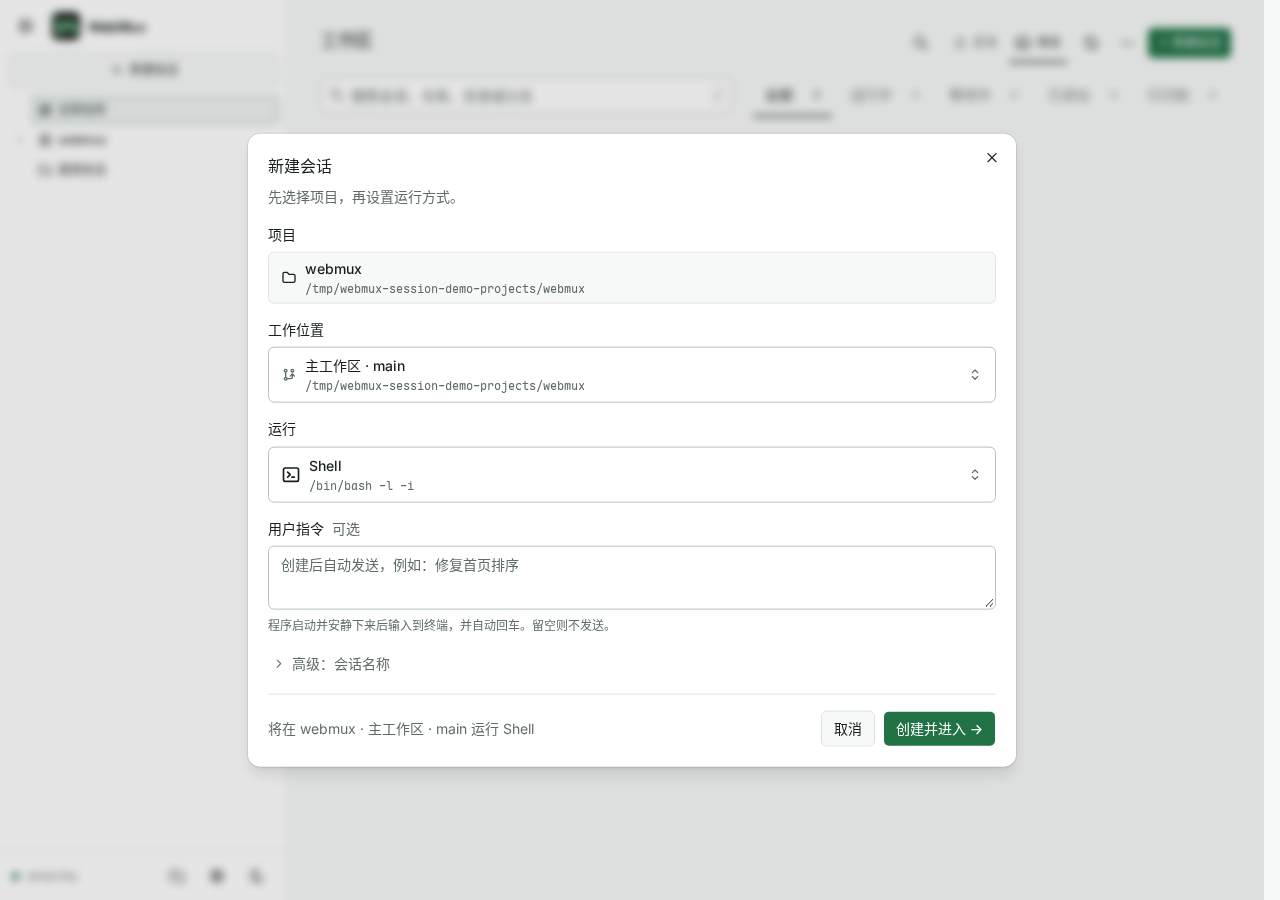 新建会话
先选择项目，再设置运行方式。
项目
webmux
/tmp/webmux-session-demo-projects/webmux
工作位置
主工作区 · main
/tmp/webmux-session-demo-projects/webmux
运行
Shell
/bin/bash -l -i
用户指令 可选
创建后自动发送，例如：修复首页排序
程序启动并安静下来后输入到终端，并自动回车。留空则不发送。
高级：会话名称
将在 webmux · 主工作区 · main 运行 Shell
取消
创建并进入 →